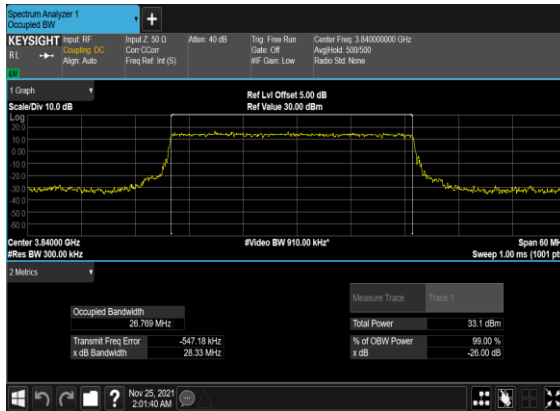 Spectrum Analyzer 1
Occupied BW
KEYSIGHT
RL
Input: RF
Coupling: DC
Align: Auto
Input Z: 50 Ω
Corr CCorr
Freq Ref: Int (S)
Atten: 40 dB
Trig: Free Run
Gate: Off
#IF Gain: Low
Center Freq: 3.840000000 GHz
Avg|Hold: 500/500
Radio Std: None
1 Graph
Scale/Div 10.0 dB
Ref Lvl Offset 5.00 dB
Ref Value 30.00 dBm
Log
20.0
10.0
0.00
-10.0
-20.0
-30.0
-40.0
-50.0
-60.0
Center 3.84000 GHz
#Video BW 910.00 kHz*
Span 60 MH
#Res BW 300.00 kHz
Sweep 1.00 ms (1001 pt
2 Metrics
Measure Trace
Trace 1
Occupied Bandwidth
26.769 MHz
Total Power
33.1 dBm
Transmit Freq Error
-547.18 kHz
% of OBW Power
99.00 %
x dB Bandwidth
28.33 MHz
x dB
-26.00 dB
?
Nov 25, 2021
2:01:40 AM